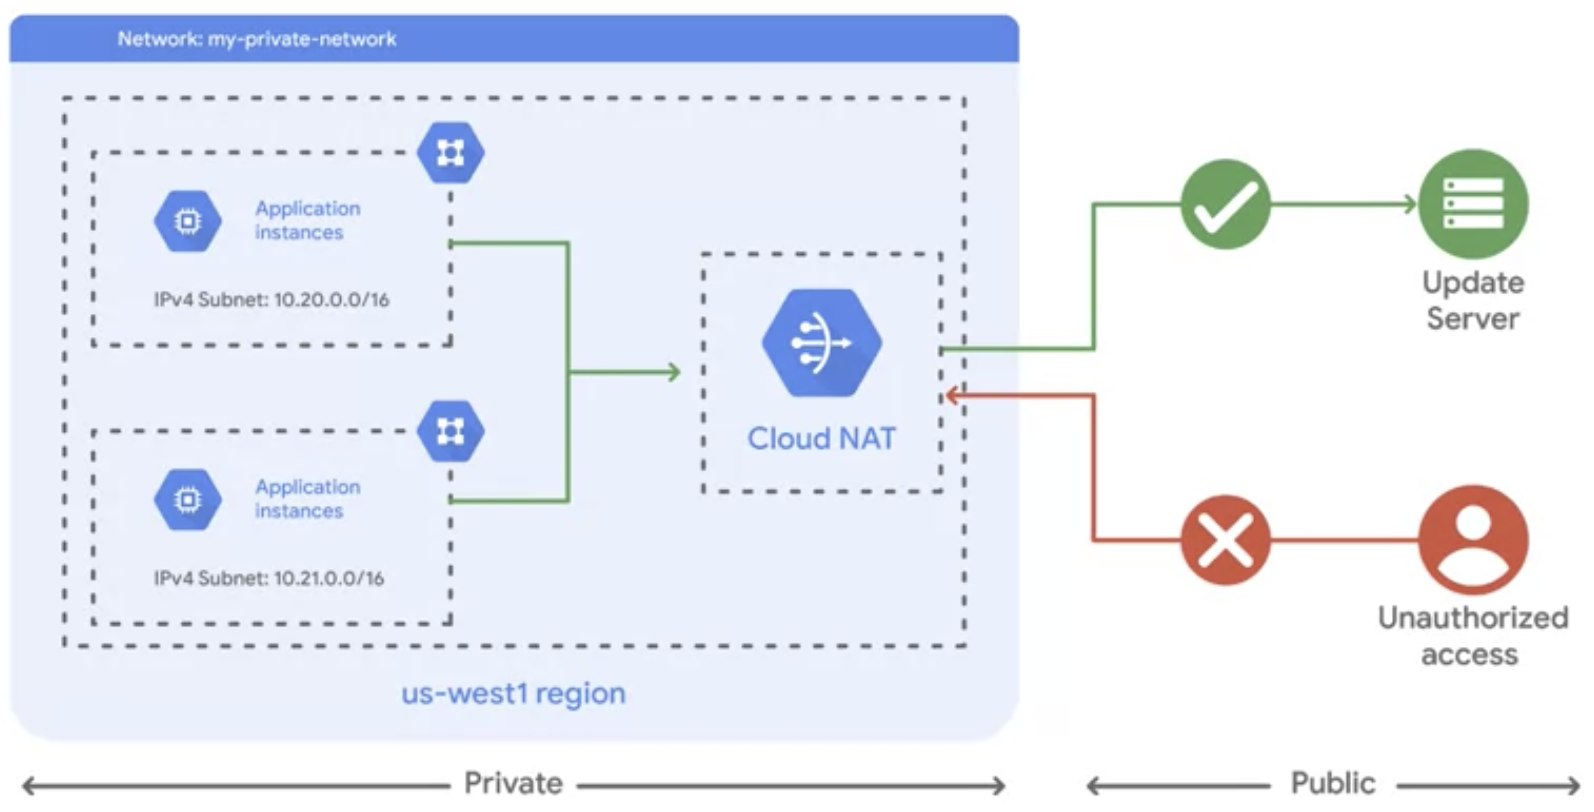 Network: my-private-network
Application
instances
IPv4 Subnet: 10.20.0.0/16
Application
instances
IPv4 Subnet: 10.21.0.0/16
Cloud NAT
us-west1 region
Update
Server
Unauthorized
access
Private
Public